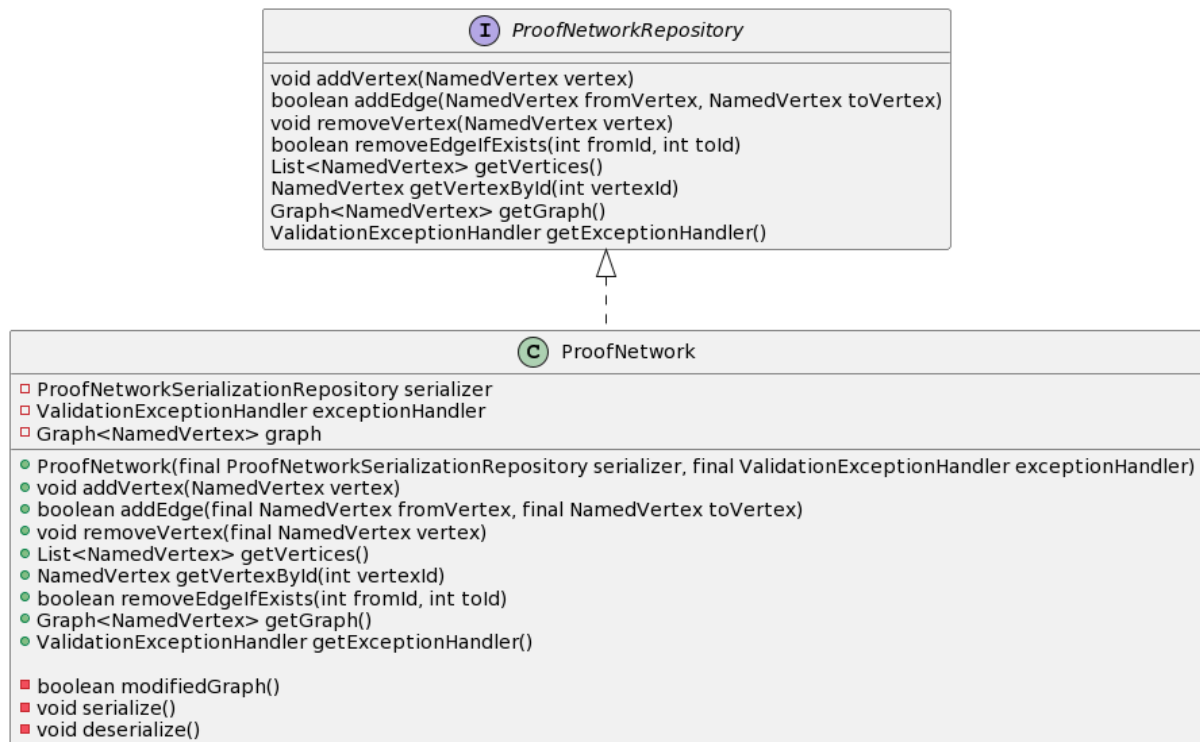 I ProofNetworkRepository
void addVertex(NamedVertex vertex)
boolean addEdge(NamedVertex fromVertex, NamedVertex toVertex)
void removeVertex(NamedVertex vertex)
boolean removeEdgeIfExists(int fromId, int toId)
List<NamedVertex> getVertices()
NamedVertex getVertexById(int vertexId)
Graph<NamedVertex> getGraph()
ValidationExceptionHandler getExceptionHandler()
C ProofNetwork
ProofNetworkSerializationRepository serializer
ValidationExceptionHandler exceptionHandler
Graph<NamedVertex> graph
ProofNetwork(final ProofNetworkSerializationRepository serializer, final ValidationExceptionHandler exceptionHandler)
void addVertex(NamedVertex vertex)
boolean addEdge(final NamedVertex fromVertex, final NamedVertex toVertex)
void removeVertex(final NamedVertex vertex)
List<NamedVertex> getVertices()
NamedVertex getVertexById(int vertexId)
boolean removeEdgeIfExists(int fromId, int toId)
Graph<NamedVertex> getGraph()
ValidationExceptionHandler getExceptionHandler()
boolean modifiedGraph()
void serialize()
void deserialize()